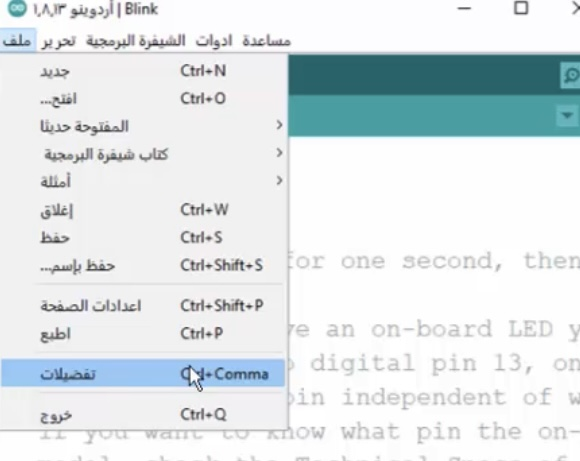 Blink | أردوينو ١,٨,١٣
ملف تحرير الشيفرة البرمجية ادوات مساعدة
جديد Ctrl+N
افتح... Ctrl+O
المفتوحة حديثا
كتاب شيفرة البرمجية
أمثلة
إغلاق Ctrl+W
حفظ Ctrl+S
حفظ بإسم... Ctrl+Shift+S
اعدادات الصفحة Ctrl+Shift+P
اطبع Ctrl+P
تفضيلات Ctrl+Comma
خروج Ctrl+Q
for one second, then
ve an on-board LED y
digital pin 13, on
pin independent of w
If you want to know what pin the on-